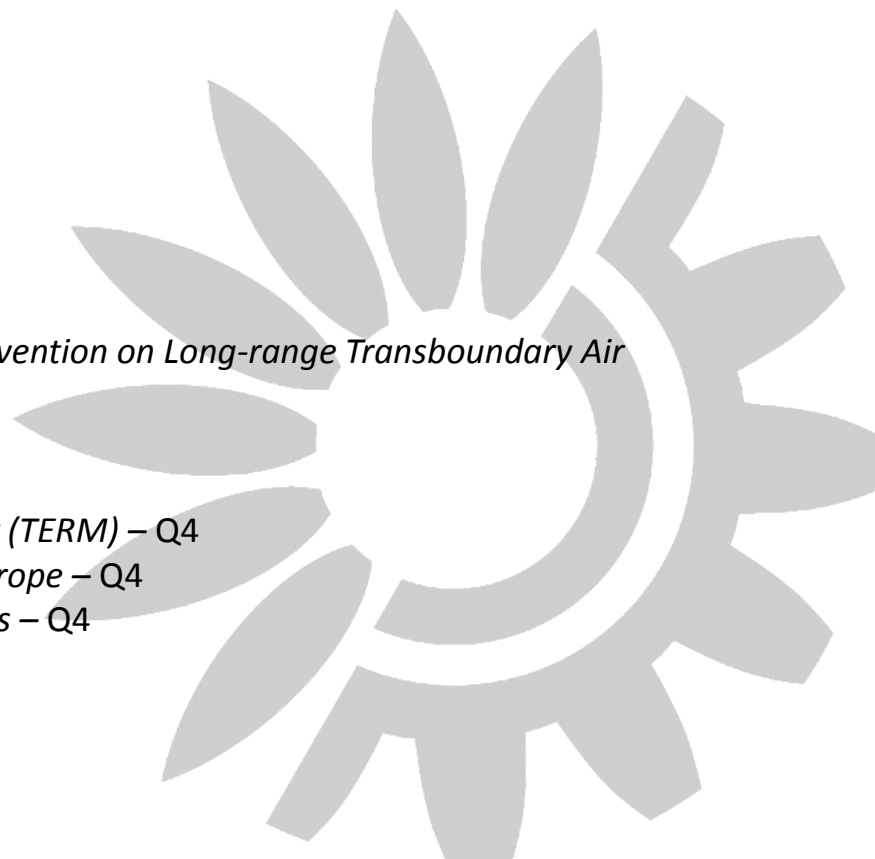 vention on Long-range Transboundary Air
(TERM) – Q4
rope – Q4
s – Q4